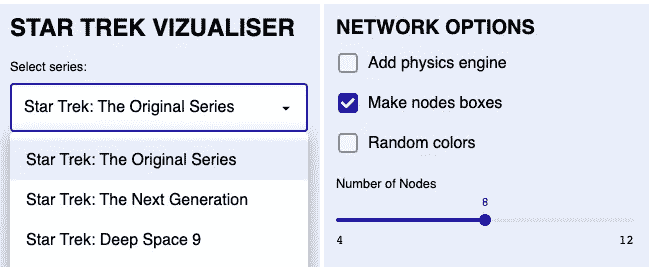 STAR TREK VIZUALISER
Select series:
Star Trek: The Original Series
Star Trek: The Original Series
Star Trek: The Next Generation
Star Trek: Deep Space 9
NETWORK OPTIONS
Add physics engine
Make nodes boxes
Random colors
Number of Nodes
8
4 12